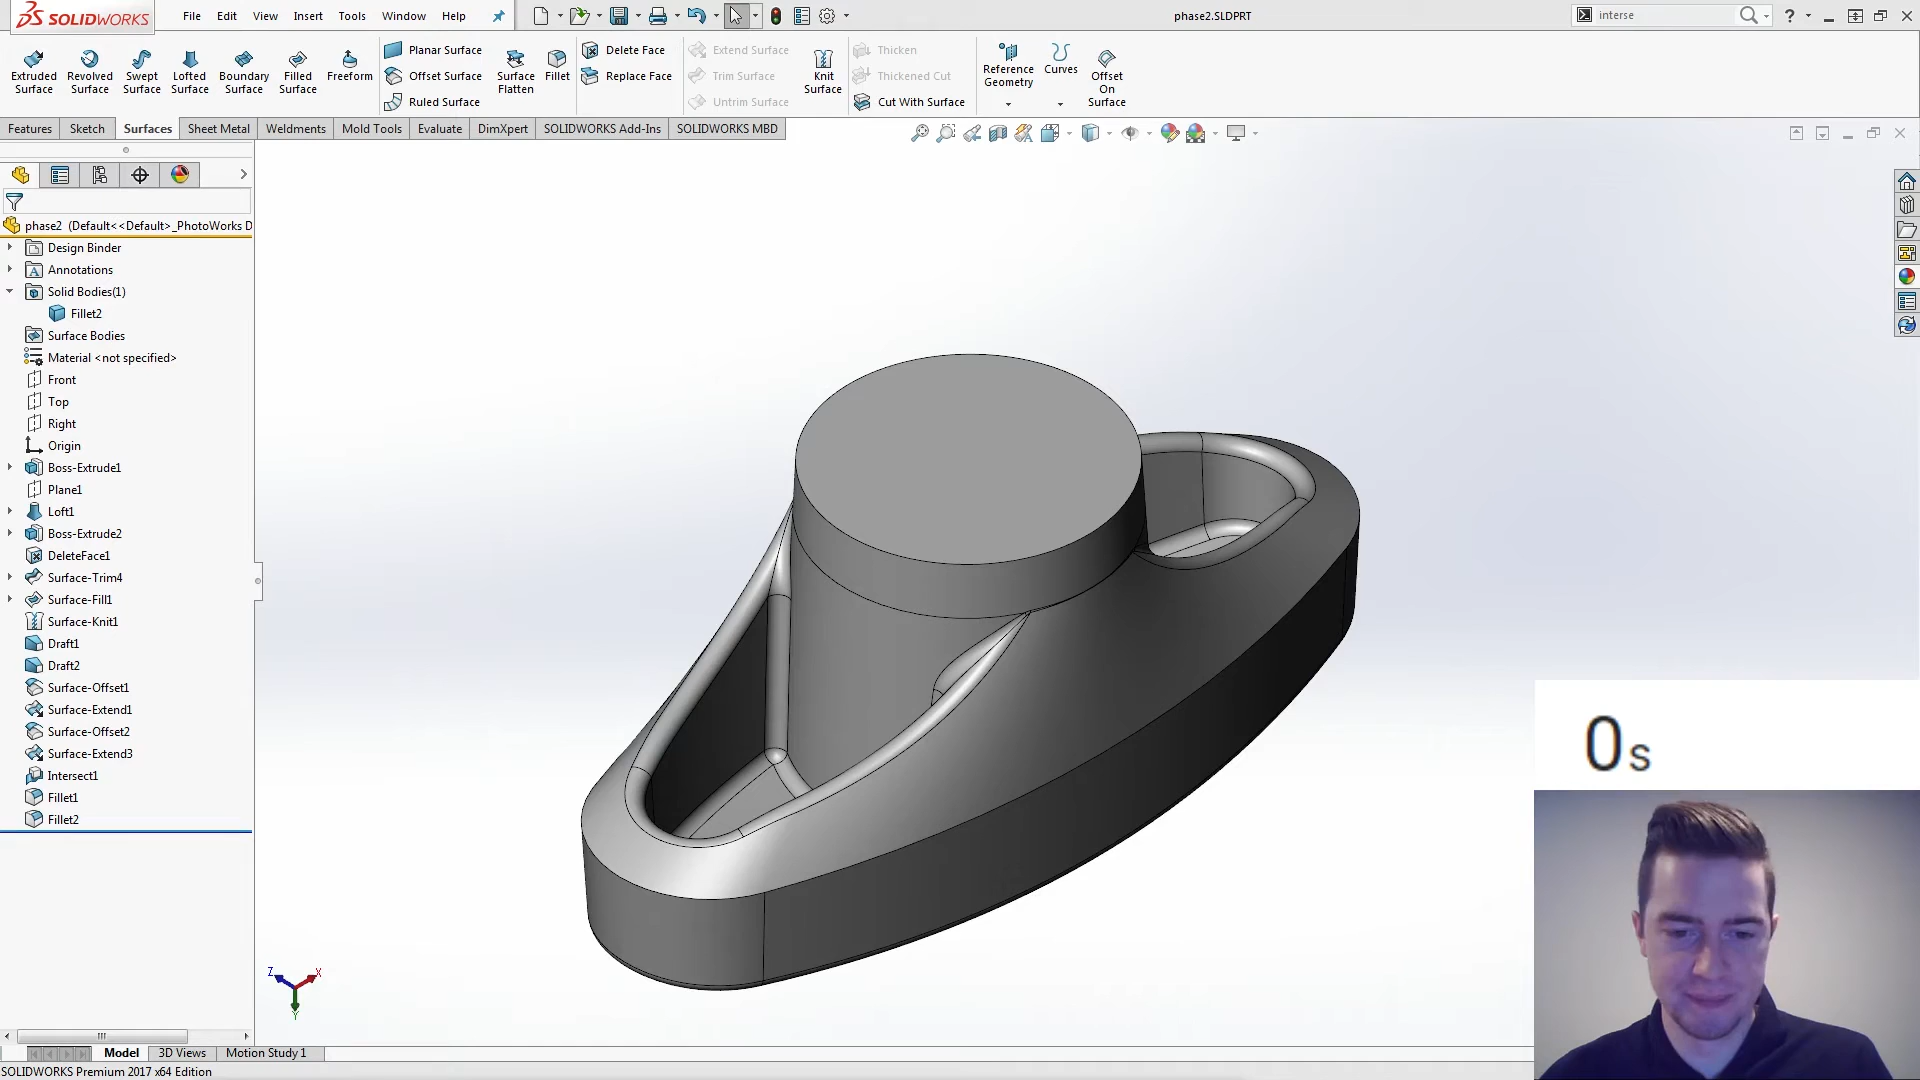 SOLIDWORKS
File Edit View Insert Tools Window Help
phase2.SLDPRT
interse
Extruded Surface
Revolved Surface
Swept Surface
Lofted Surface
Boundary Surface
Filled Surface
Freeform
Planar Surface
Offset Surface
Ruled Surface
Surface Flatten
Fillet
Delete Face
Replace Face
Extend Surface
Trim Surface
Untrim Surface
Knit Surface
Thicken
Thickened Cut
Cut With Surface
Reference Geometry
Curves
Offset On Surface
Features Sketch Surfaces Sheet Metal Weldments Mold Tools Evaluate DimXpert SOLIDWORKS Add-Ins SOLIDWORKS MBD
phase2 (Default<<Default>_PhotoWorks D
Design Binder
Annotations
Solid Bodies(1)
Fillet2
Surface Bodies
Material <not specified>
Front
Top
Right
Origin
Boss-Extrude1
Plane1
Loft1
Boss-Extrude2
DeleteFace1
Surface-Trim4
Surface-Fill1
Surface-Knit1
Draft1
Draft2
Surface-Offset1
Surface-Extend1
Surface-Offset2
Surface-Extend3
Intersect1
Fillet1
Fillet2
Z X
Y
0s
Model 3D Views Motion Study 1
SOLIDWORKS Premium 2017 x64 Edition